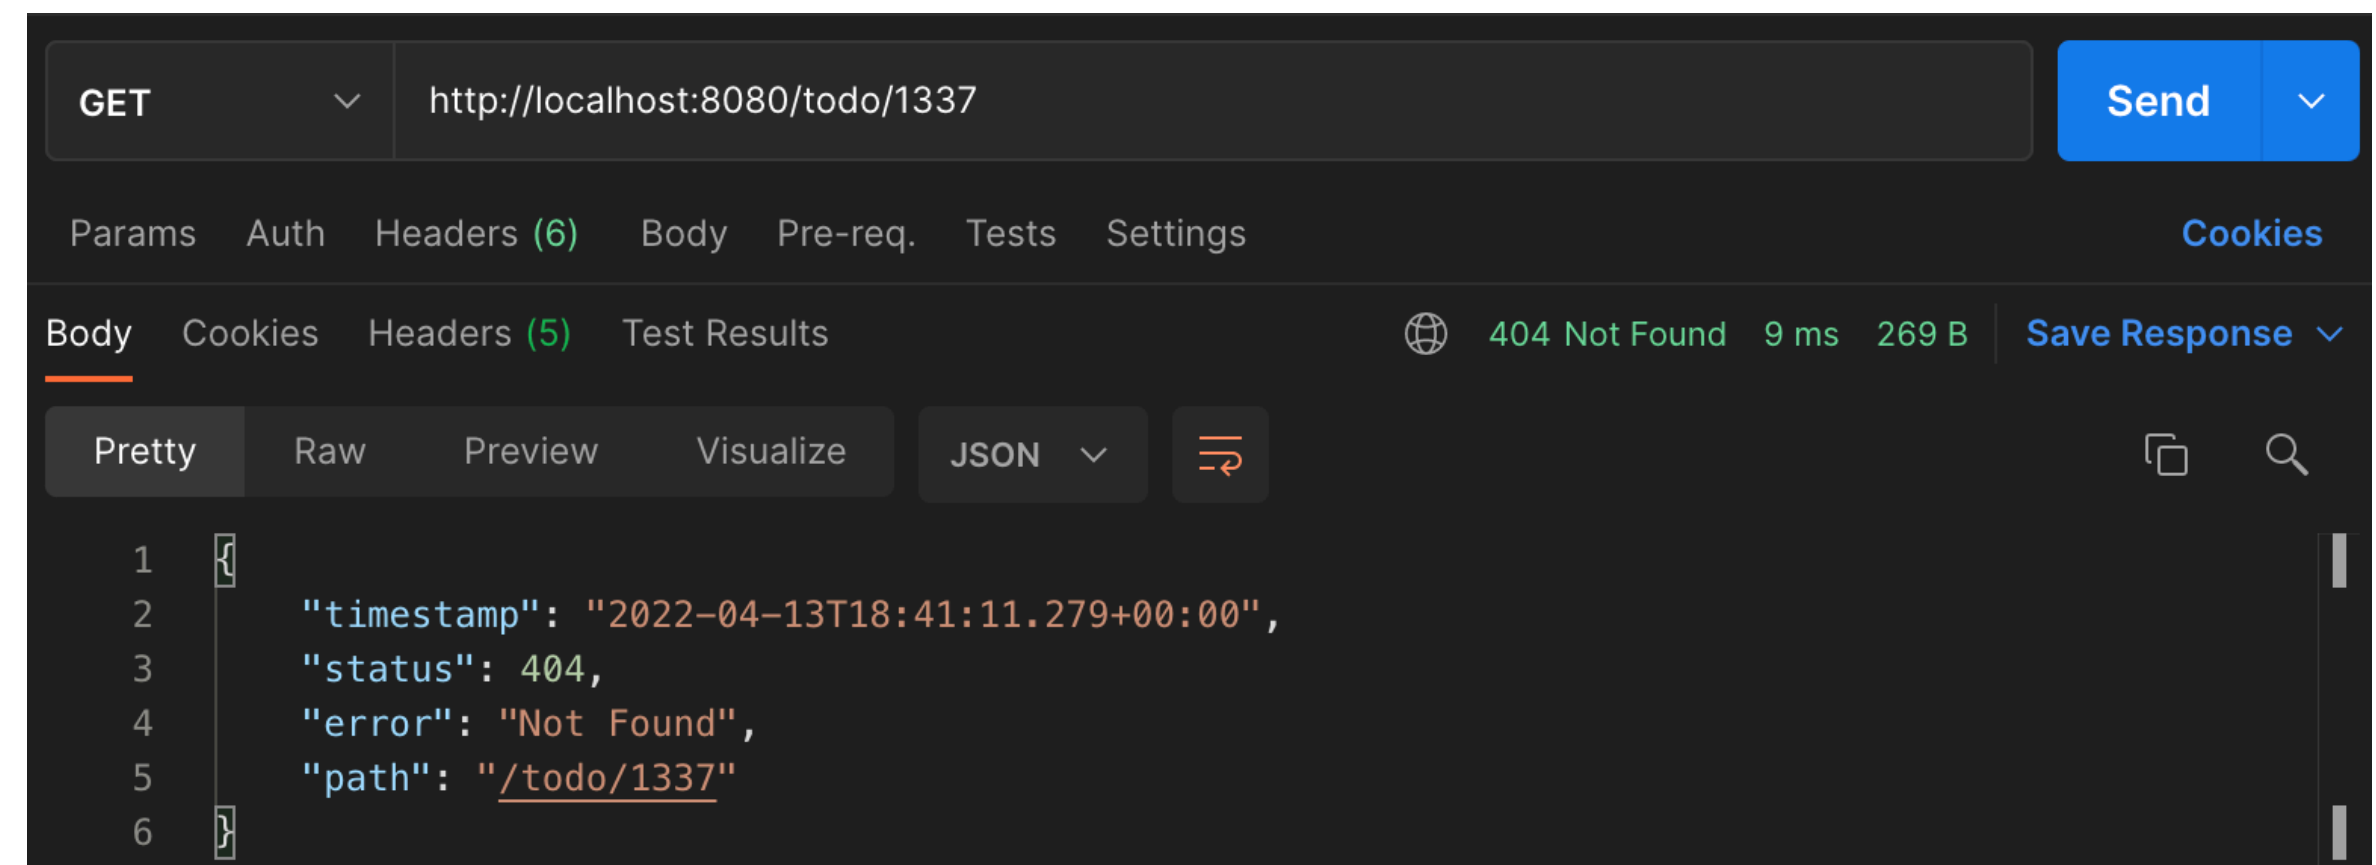 GET http://localhost:8080/todo/1337 Send
Params Auth Headers (6) Body Pre-req. Tests Settings Cookies
Body Cookies Headers (5) Test Results 404 Not Found 9 ms 269 B Save Response
Pretty Raw Preview Visualize JSON
1 {
2 "timestamp": "2022-04-13T18:41:11.279+00:00",
3 "status": 404,
4 "error": "Not Found",
5 "path": "/todo/1337"
6 }